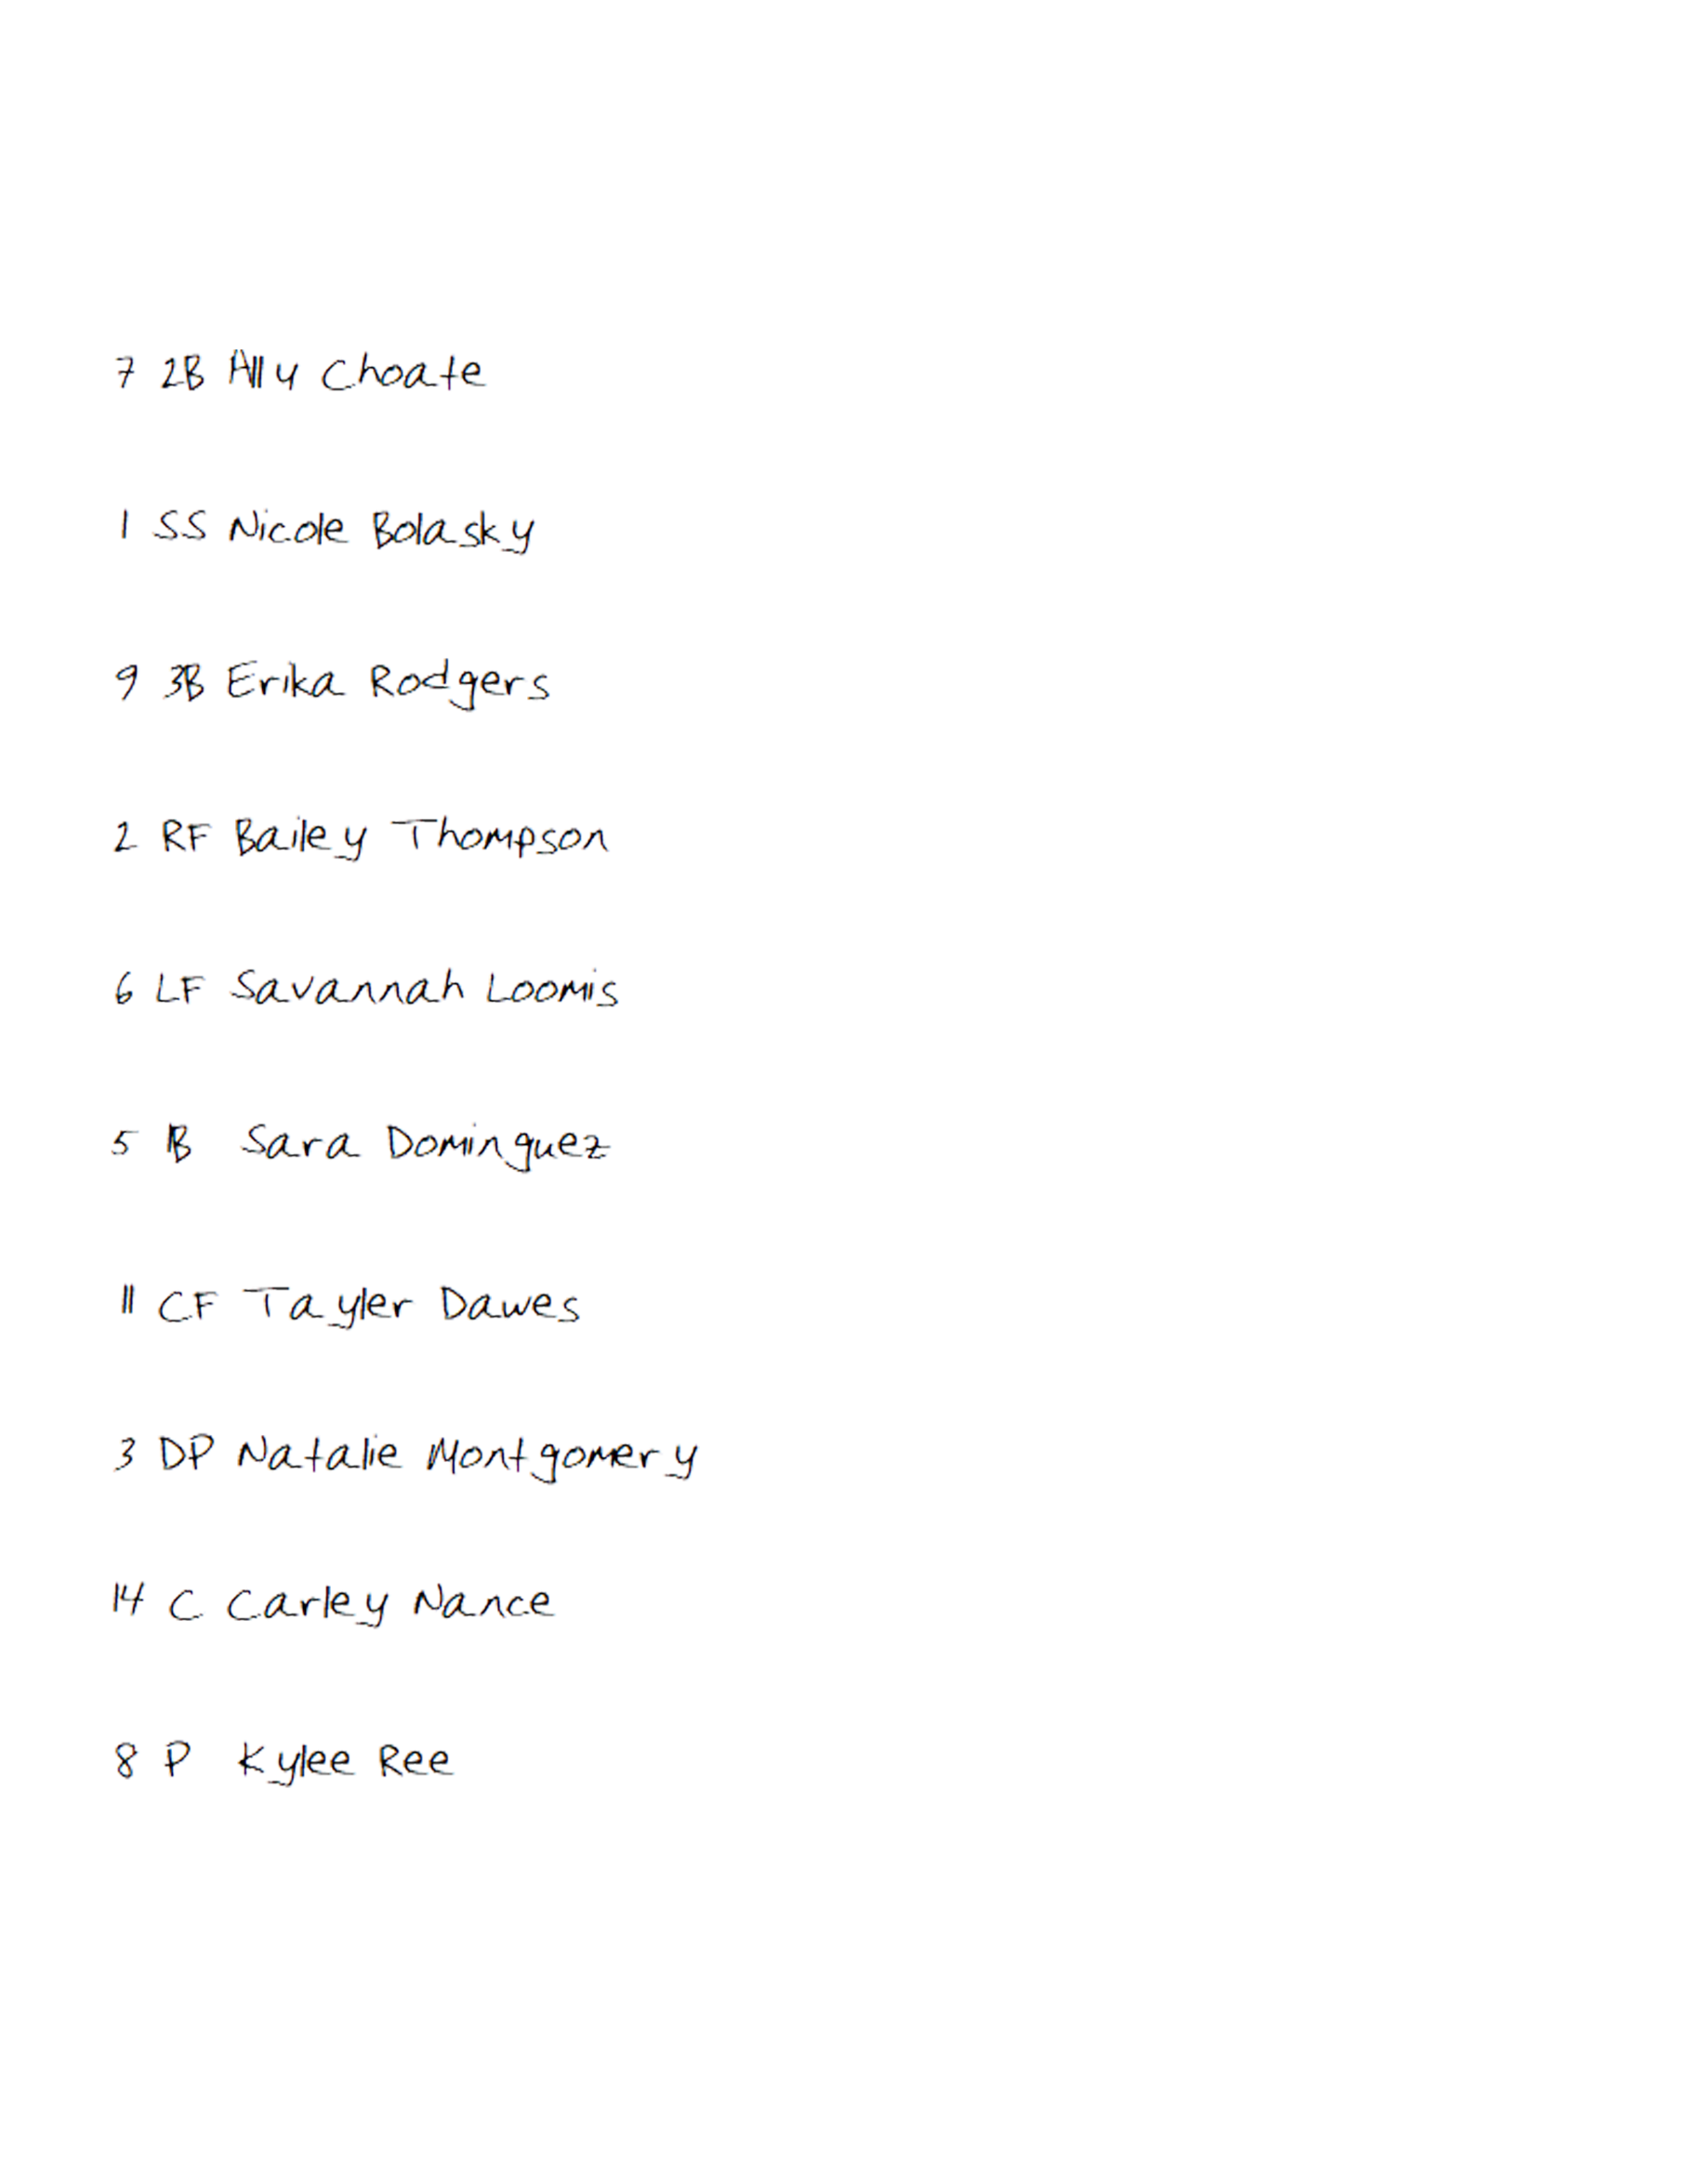 7 2B Ally Choate
1 SS Nicole Bolasky
9 3B Erika Rodgers
2 RF Bailey Thompson
6 LF Savannah Loomis
5 1B Sara Dominguez
11 CF Tayler Dawes
3 DP Natalie Montgomery
14 C Carley Nance
8 P Kylee Ree